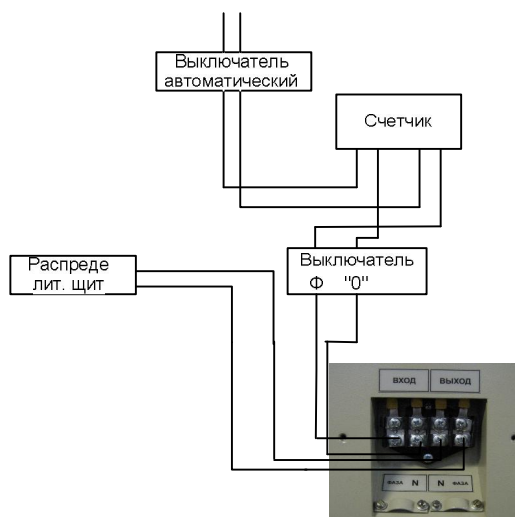 Выключатель
автоматический
Счетчик
Распреде
лит. щит
Выключатель
Ф "0"
ВХОД ВЫХОД
ФАЗА N N ФАЗА